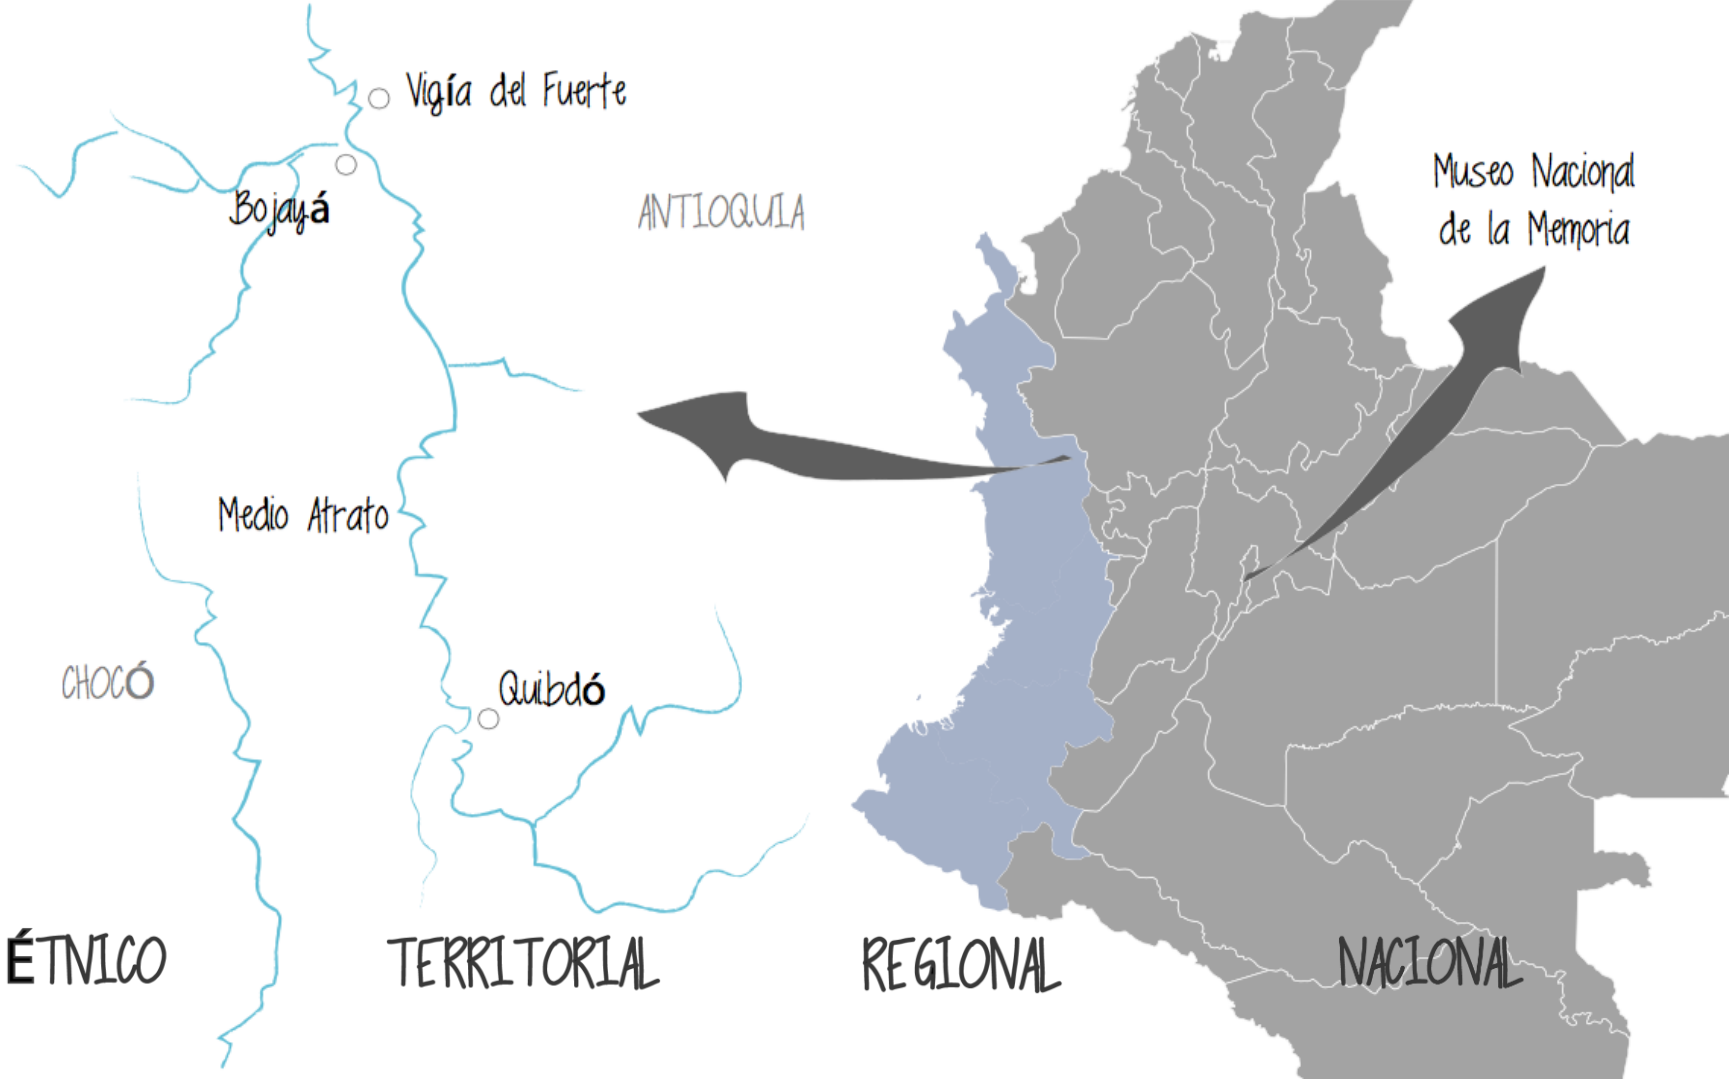 Vigía del Fuerte
Bojayá
ANTIOQUIA
Museo Nacional
de la Memoria
Medio Atrato
CHOCÓ
Quibdó
ÉTNICO
TERRITORIAL
REGIONAL
NACIONAL